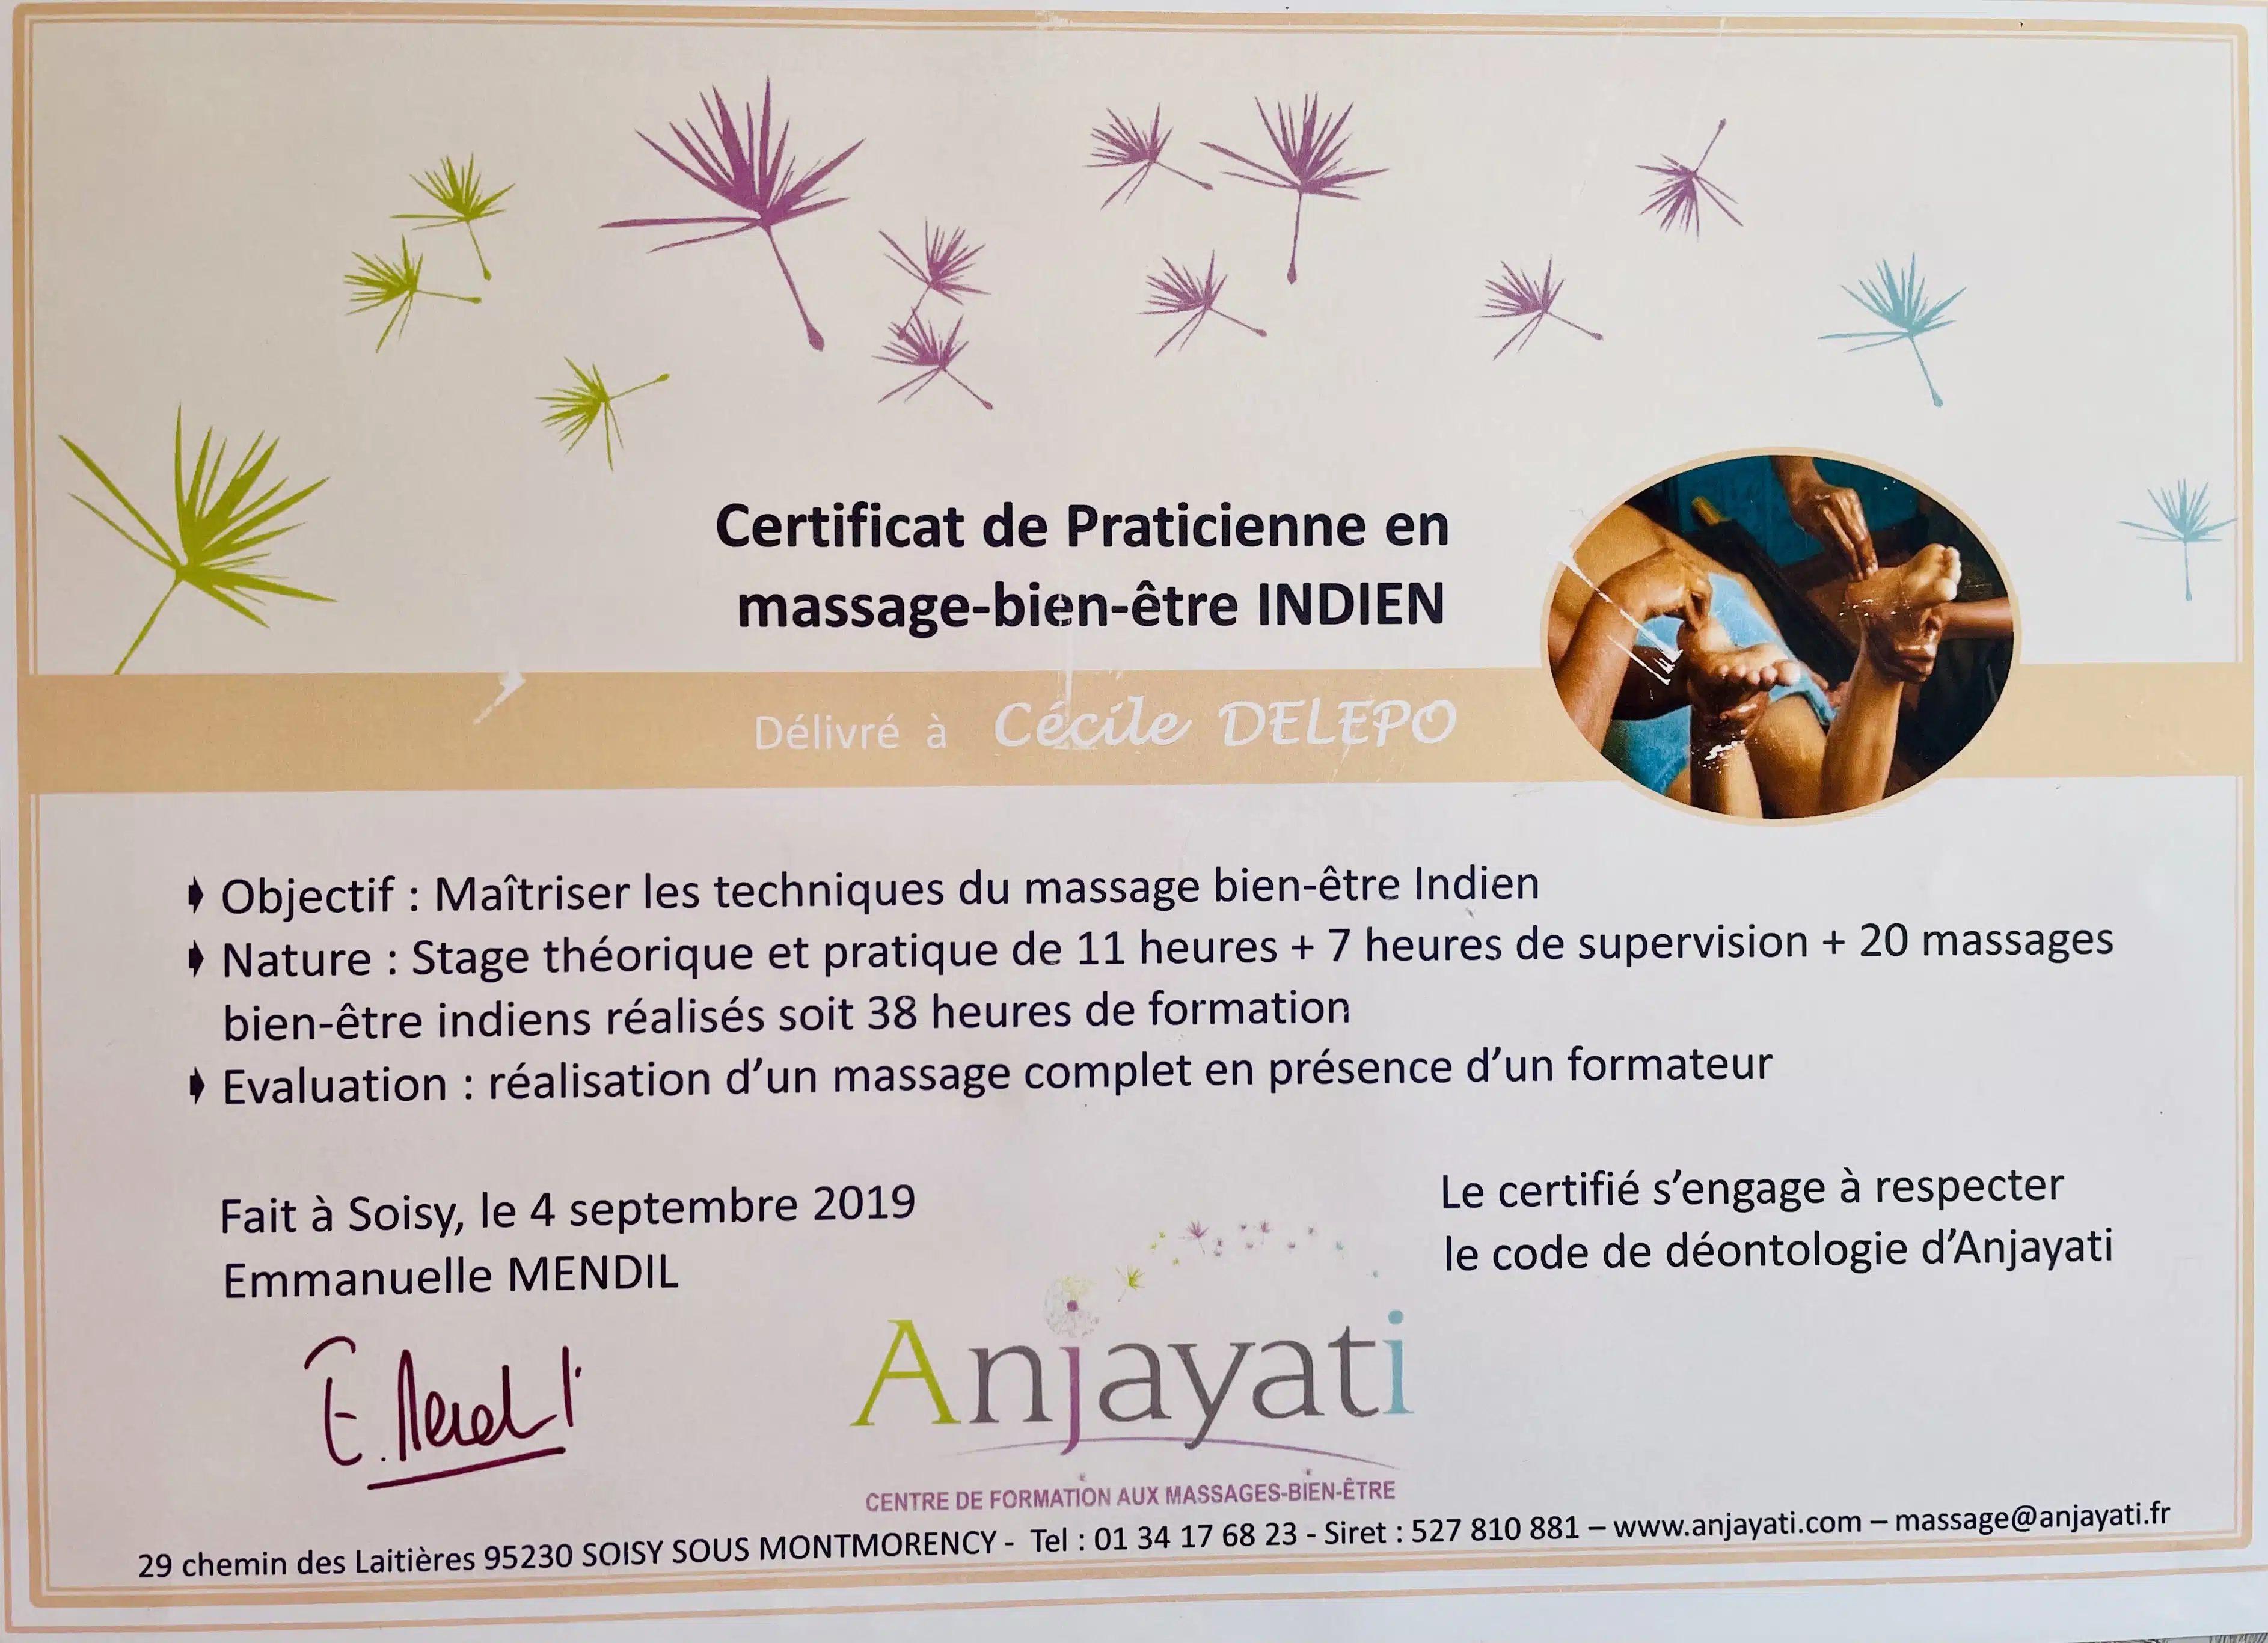 Certificat de Praticienne en
massage-bien-être INDIEN
Délivré à Cécile DELEPO
Objectif : Maîtriser les techniques du massage bien-être Indien
Nature : Stage théorique et pratique de 11 heures + 7 heures de supervision + 20 massages
bien-être indiens réalisés soit 38 heures de formation
Evaluation : réalisation d’un massage complet en présence d’un formateur
Fait à Soisy, le 4 septembre 2019
Emmanuelle MENDIL
Le certifié s’engage à respecter
le code de déontologie d’Anjayati
E. Mendil
Anjayati
CENTRE DE FORMATION AUX MASSAGES-BIEN-ÊTRE
29 chemin des Laitières 95230 SOISY SOUS MONTMORENCY - Tel : 01 34 17 68 23 - Siret : 527 810 881 – www.anjayati.com – massage@anjayati.fr